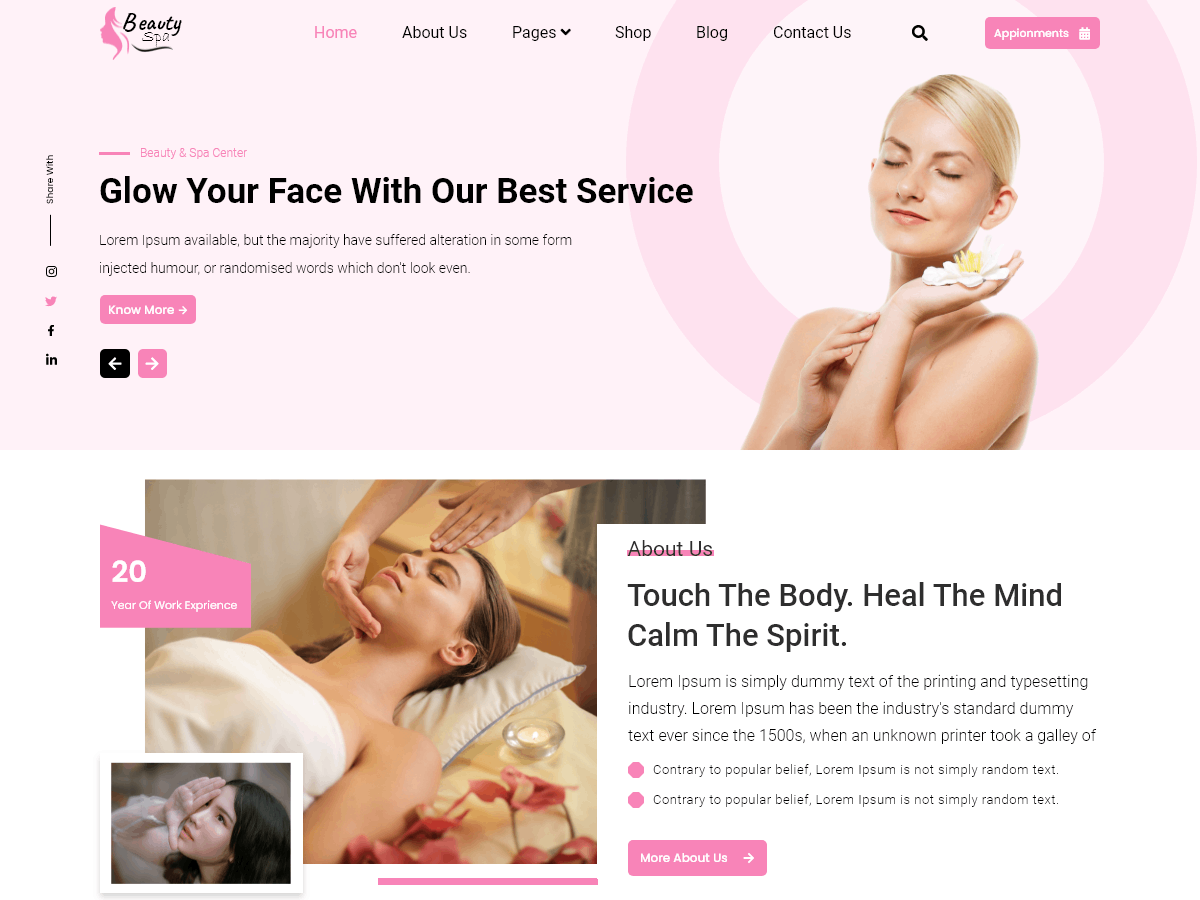 Beauty
Spa
Home
About Us
Pages
Shop
Blog
Contact Us
Appionments
Share With
Beauty & Spa Center
Glow Your Face With Our Best Service
Lorem Ipsum available, but the majority have suffered alteration in some form
injected humour, or randomised words which don't look even.
Know More
20
Year Of Work Exprience
About Us
Touch The Body. Heal The Mind
Calm The Spirit.
Lorem Ipsum is simply dummy text of the printing and typesetting
industry. Lorem Ipsum has been the industry's standard dummy
text ever since the 1500s, when an unknown printer took a galley of
Contrary to popular belief, Lorem Ipsum is not simply random text.
Contrary to popular belief, Lorem Ipsum is not simply random text.
More About Us